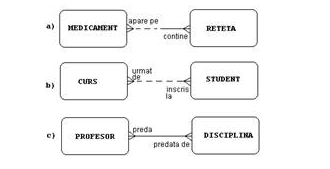 a) MEDICAMENT apare pe contine RETETA
b) CURS urmat de inscris la STUDENT
c) PROFESOR preda predata de DISCIPLINA